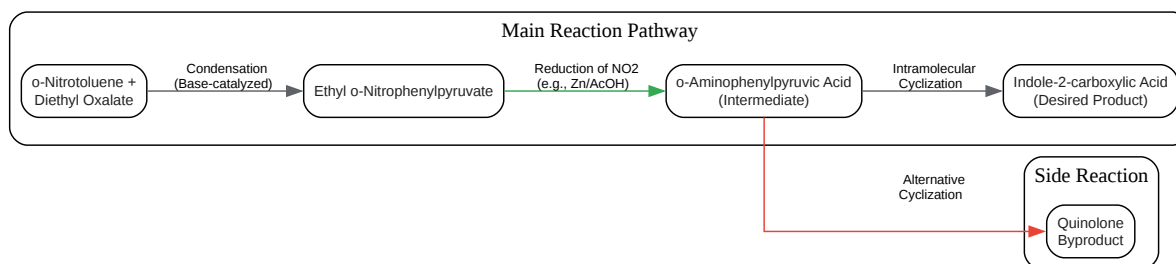 Main Reaction Pathway
o-Nitrotoluene +
Diethyl Oxalate
Condensation
(Base-catalyzed)
Ethyl o-Nitrophenylpyruvate
Reduction of NO2
(e.g., Zn/AcOH)
o-Aminophenylpyruvic Acid
(Intermediate)
Intramolecular
Cyclization
Indole-2-carboxylic Acid
(Desired Product)
Alternative
Cyclization
Side Reaction
Quinolone
Byproduct